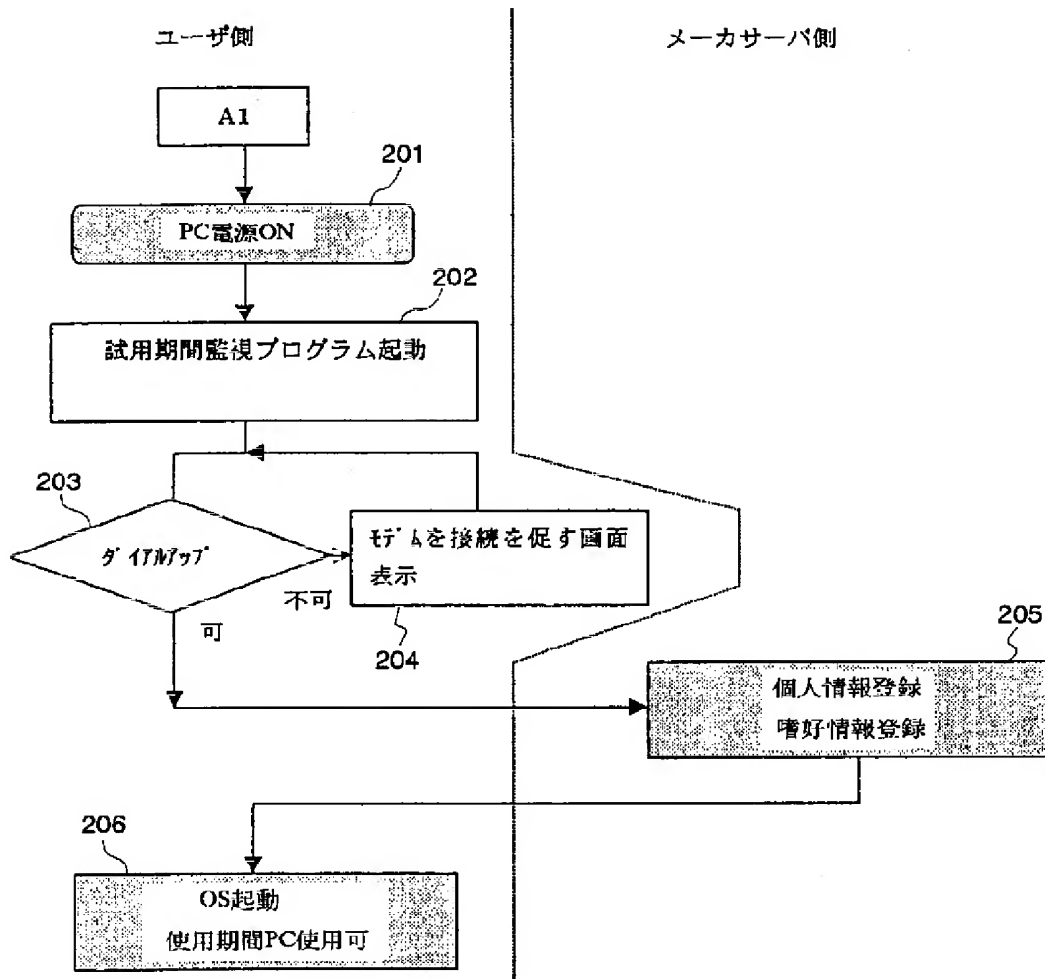 ユーザ側
メーカサーバ側
A1
201
PC電源ON
202
試用期間監視プログラム起動
203
ﾀﾞｲｱﾙｱｯﾌﾟ
ﾓﾃﾞﾑを接続を促す画面
表示
不可
可
204
205
個人情報登録
嗜好情報登録
206
OS起動
使用期間PC使用可